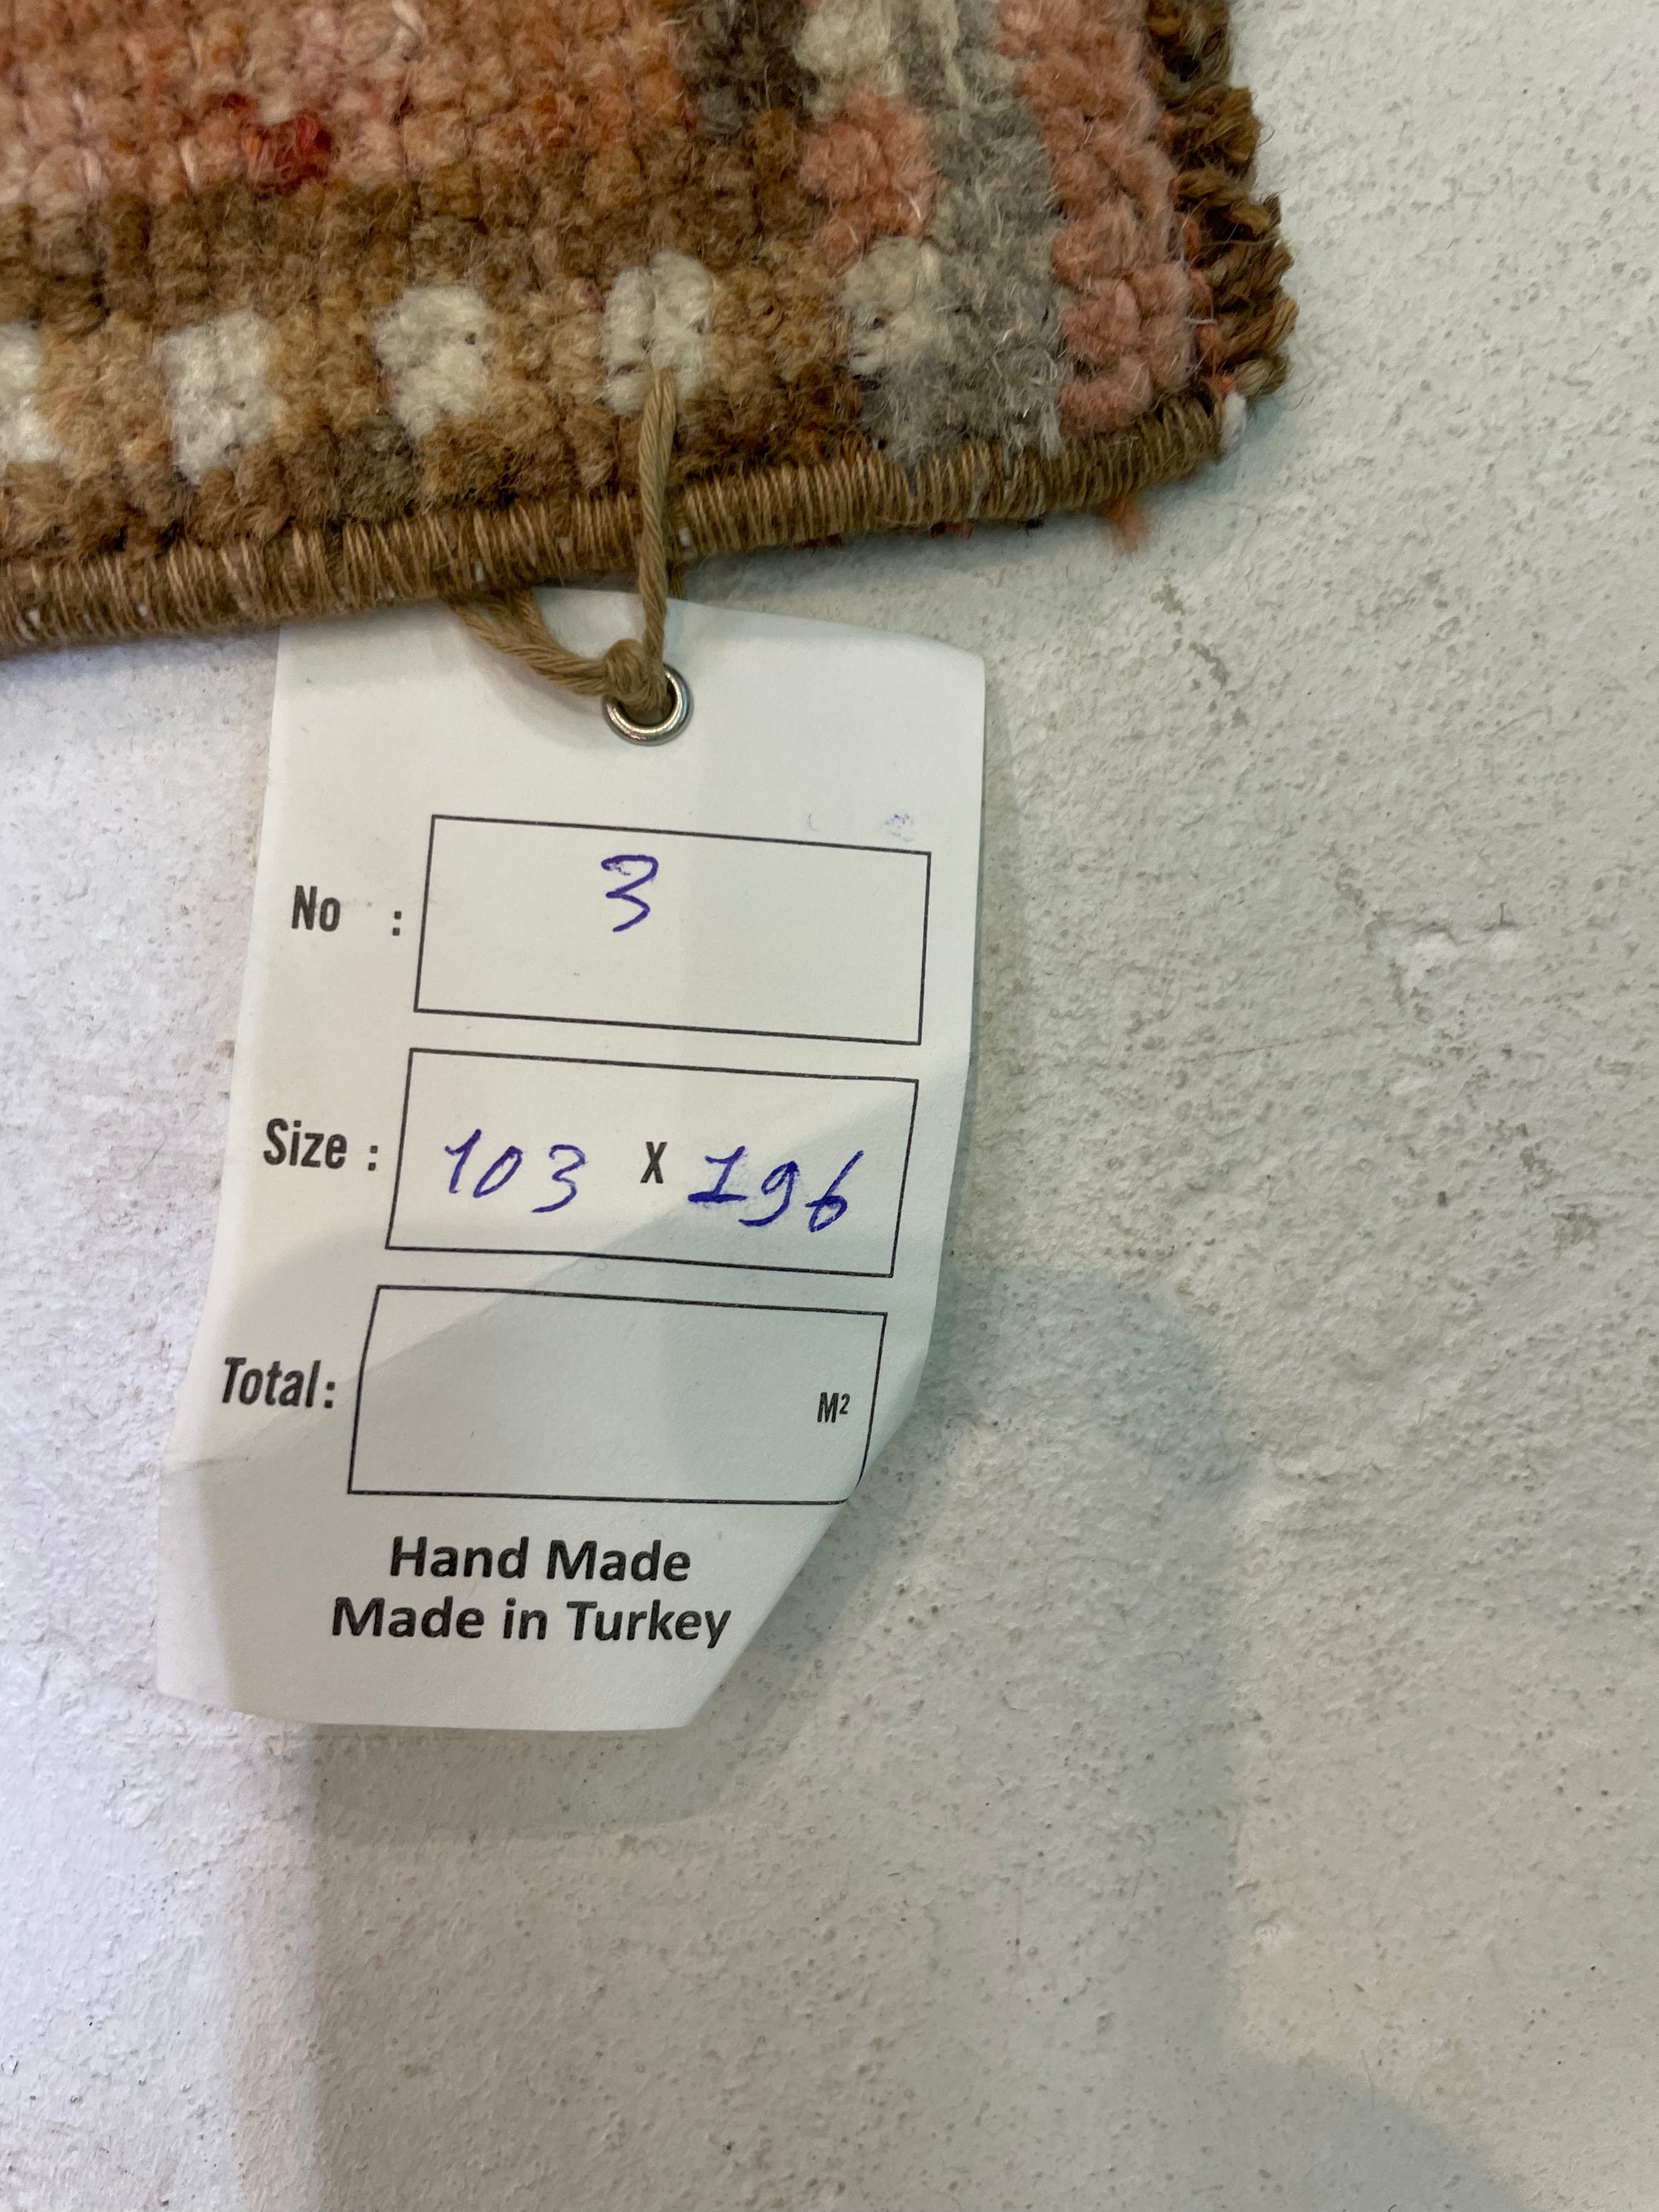 No : 3
Size : 103 X 196
Total : M²
Hand Made
Made in Turkey